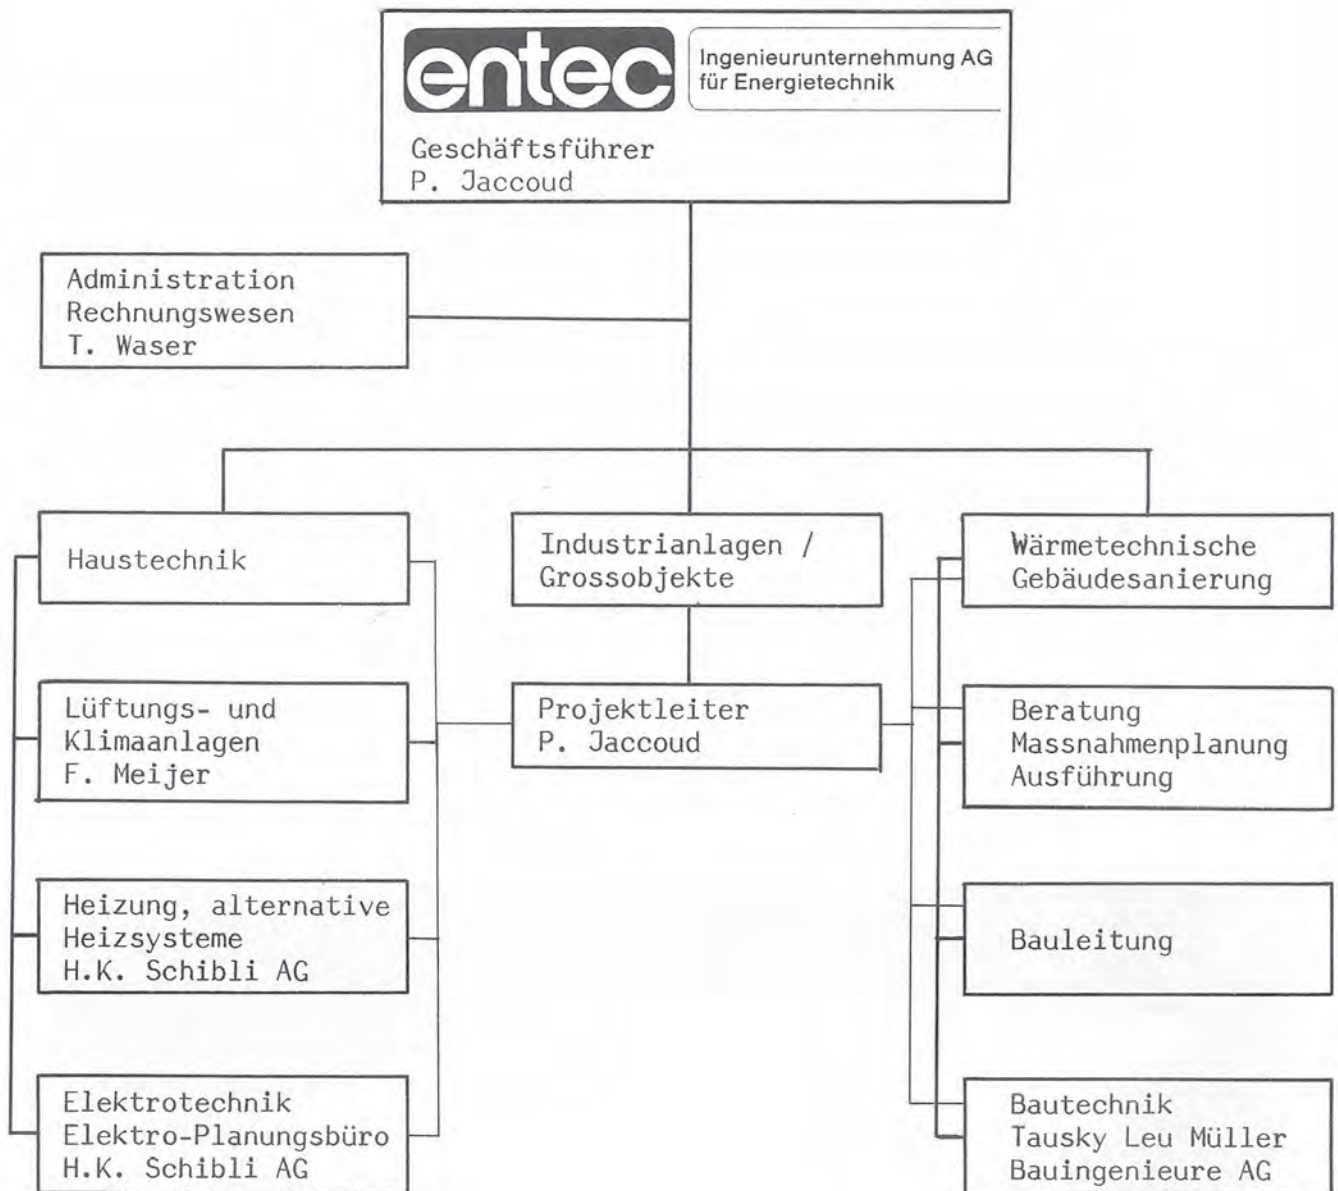 entec
Ingenieurunternehmung AG
für Energietechnik
Geschäftsführer
P. Jaccoud
Administration
Rechnungswesen
T. Waser
Haustechnik
Industrianlagen /
Grossobjekte
Wärmetechnische
Gebäudesanierung
Lüftungs- und
Klimaanlagen
F. Meijer
Projektleiter
P. Jaccoud
Beratung
Massnahmenplanung
Ausführung
Heizung, alternative
Heizsysteme
H.K. Schibli AG
Bauleitung
Elektrotechnik
Elektro-Planungsbüro
H.K. Schibli AG
Bautechnik
Tausky Leu Müller
Bauingenieure AG